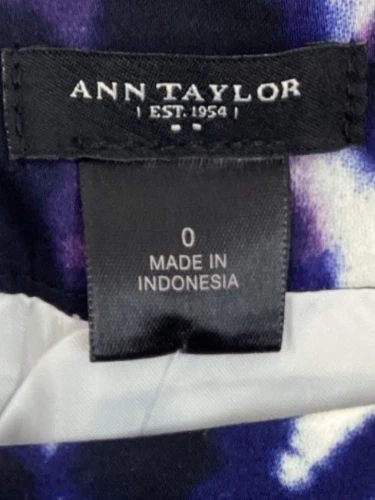 ANN TAYLOR
| EST. 1954 |
0
MADE IN
INDONESIA